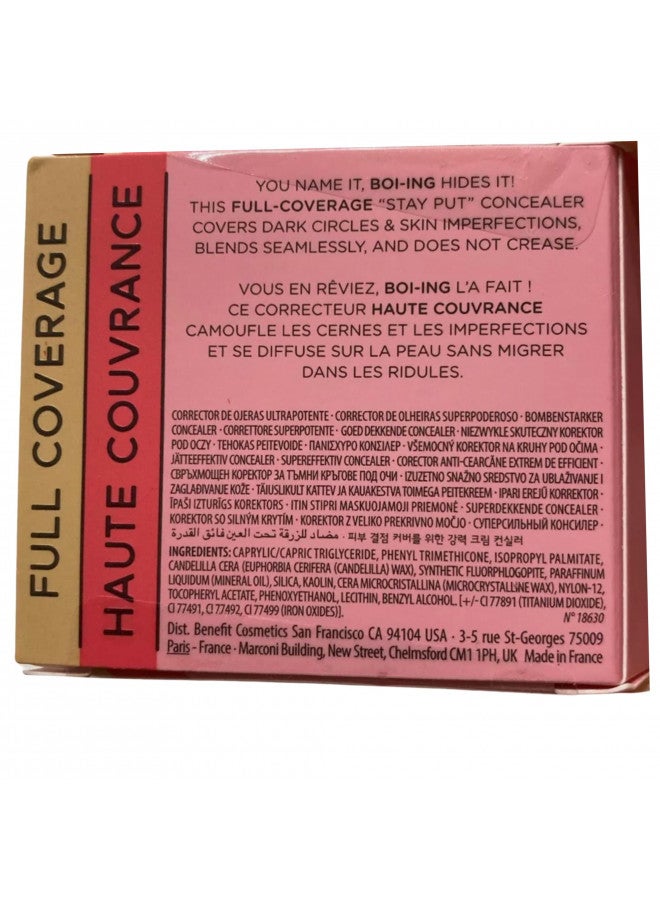 FULL COVERAGE
HAUTE COUVRANCE
YOU NAME IT, BOI-ING HIDES IT!
THIS FULL-COVERAGE “STAY PUT” CONCEALER
COVERS DARK CIRCLES & SKIN IMPERFECTIONS,
BLENDS SEAMLESSLY, AND DOES NOT CREASE.
VOUS EN RÊVIEZ, BOI-ING L'A FAIT !
CE CORRECTEUR HAUTE COUVRANCE
CAMOUFLE LES CERNES ET LES IMPERFECTIONS
ET SE DIFFUSE SUR LA PEAU SANS MIGRER
DANS LES RIDULES.
CORRECTOR DE OJERAS ULTRAPOTENTE · CORRECTOR DE OLHEIRAS SUPERPODEROSO · BOMBENSTARKER
CONCEALER · CORRETTORE SUPERPOTENTE · GOED DEKKENDE CONCEALER · NIEZWYKLE SKUTECZNY KOREKTOR
POD OCZY · TEHOKAS PEITEVOIDE · ΠΑΝΙΣΧΥΡΟ ΚΟΝΣΙΛΕΡ · VŠEMOCNÝ KOREKTOR NA KRUHY POD OČIMA ·
JÄTTEEFFEKTIV CONCEALER · SUPEREFFEKTIV CONCEALER · CORECTOR ANTI-CEARCĂNE EXTREM DE EFFICIENT ·
СВРЪХМОЩЕН КОРЕКТОР ЗА ТЪМНИ КРЪГОВЕ ПОД ОЧИ · IZUZETNO SNAŽNO SREDSTVO ZA UBLAŽIVANJE I
ZAGLAĐIVANJE KOŽE · TÄIUSLIKULT KATTEV JA KAUAKESTVA TOIMEGA PEITEKREEM · IPARI EREJŰ KORREKTOR ·
ĪPAŠI IZTURĪGS KOREKTORS · ITIN STIPRI MASKUOJAMOJI PRIEMONĖ · SUPERDEKKENDE CONCEALER ·
KOREKTOR SO SILNÝM KRYTÍM · KOREKTOR Z VELIKO PREKRIVNO MOČJO · СУПЕРСИЛЬНЫЙ КОНСИЛЕР ·
피부 결점 커버를 위한 강력 크림 컨실러 · مضاد للزرقة تحت العين فائق القدرة
INGREDIENTS: CAPRYLIC/CAPRIC TRIGLYCERIDE, PHENYL TRIMETHICONE, ISOPROPYL PALMITATE,
CANDELILLA CERA (EUPHORBIA CERIFERA (CANDELILLA) WAX), SYNTHETIC FLUORPHLOGOPITE, PARAFFINUM
LIQUIDUM (MINERAL OIL), SILICA, KAOLIN, CERA MICROCRISTALLINA (MICROCRYSTALLINE WAX), NYLON-12,
TOCOPHERYL ACETATE, PHENOXYETHANOL, LECITHIN, BENZYL ALCOHOL. [+/- CI 77891 (TITANIUM DIOXIDE),
CI 77491, CI 77492, CI 77499 (IRON OXIDES)].
N° 18630
Dist. Benefit Cosmetics San Francisco CA 94104 USA · 3-5 rue St-Georges 75009
Paris - France · Marconi Building, New Street, Chelmsford CM1 1PH, UK Made in France